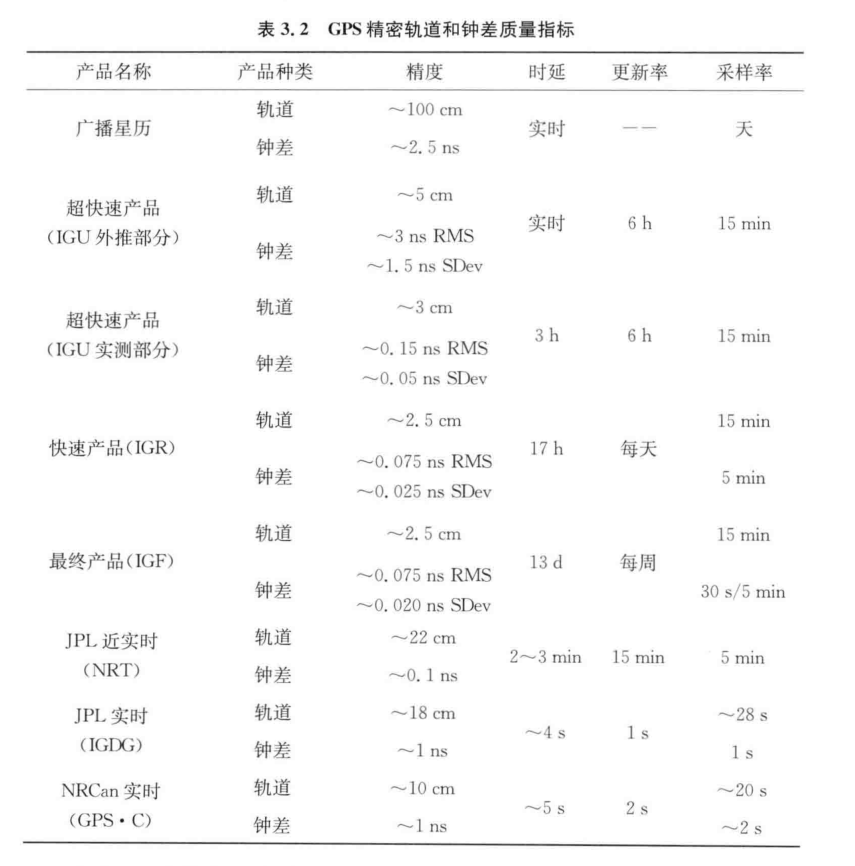 表 3.2 GPS 精密轨道和钟差质量指标
产品名称 产品种类 精度 时延 更新率 采样率
广播星历 轨道 ～100 cm 实时 —— 天
钟差 ～2.5 ns
超快速产品
(IGU 外推部分) 轨道 ～5 cm 实时 6 h 15 min
钟差 ～3 ns RMS
～1.5 ns SDev
超快速产品
(IGU 实测部分) 轨道 ～3 cm 3 h 6 h 15 min
钟差 ～0.15 ns RMS
～0.05 ns SDev
快速产品(IGR) 轨道 ～2.5 cm 17 h 每天 15 min
钟差 ～0.075 ns RMS 5 min
～0.025 ns SDev
最终产品(IGF) 轨道 ～2.5 cm 13 d 每周 15 min
钟差 ～0.075 ns RMS 30 s/5 min
～0.020 ns SDev
JPL 近实时
(NRT) 轨道 ～22 cm 2～3 min 15 min 5 min
钟差 ～0.1 ns
JPL 实时
(IGDG) 轨道 ～18 cm ～4 s 1 s ～28 s
钟差 ～1 ns 1 s
NRCan 实时
(GPS·C) 轨道 ～10 cm ～5 s 2 s ～20 s
钟差 ～1 ns ～2 s